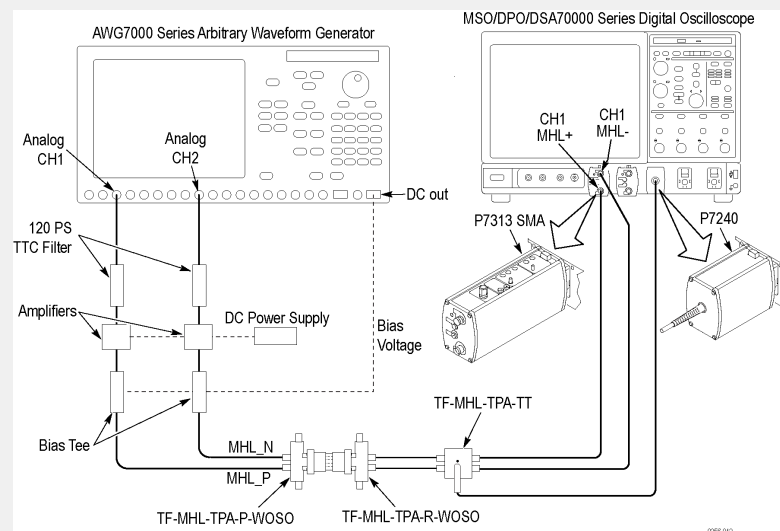 MSO/DPO/DSA70000 Series Digital Oscilloscope
AWG7000 Series Arbitrary Waveform Generator
CH1
MHL+
CH1
MHL-
Analog
CH1
Analog
CH2
DC out
P7313 SMA
P7240
120 PS
TTC Filter
Amplifiers
DC Power Supply
Bias
Voltage
TF-MHL-TPA-TT
Bias Tee
MHL_N
MHL_P
TF-MHL-TPA-P-WOSO
TF-MHL-TPA-R-WOSO